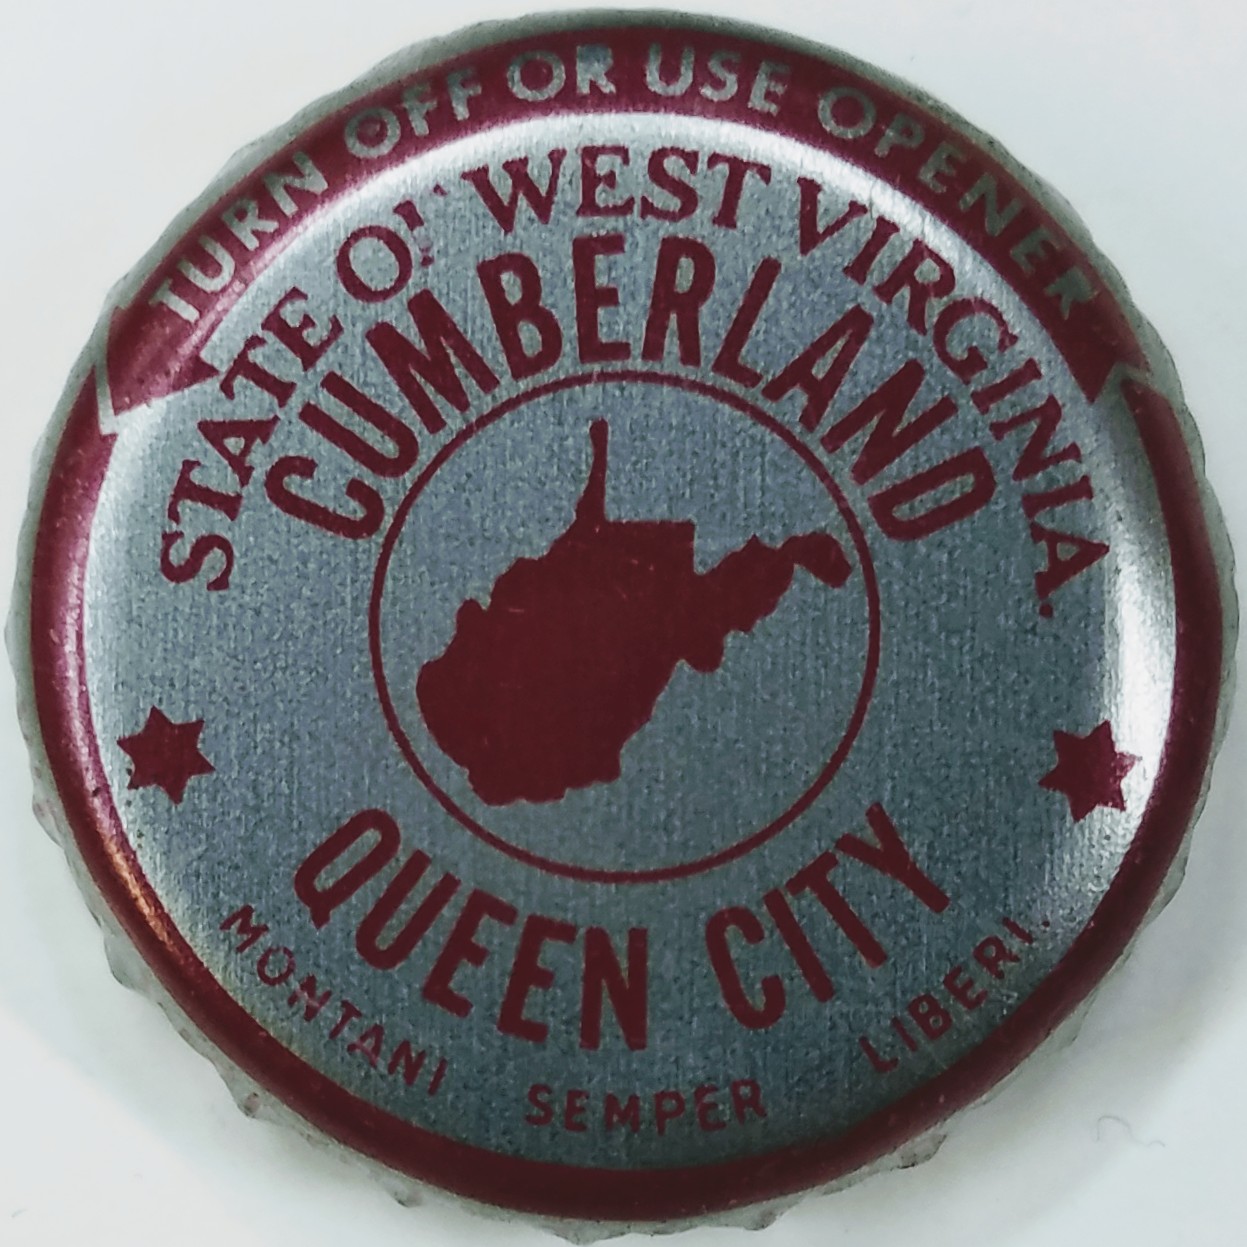 TURN OFF OR USE OPENER
STATE OF WEST VIRGINIA.
CUMBERLAND
QUEEN CITY
MONTANI SEMPER LIBERI.